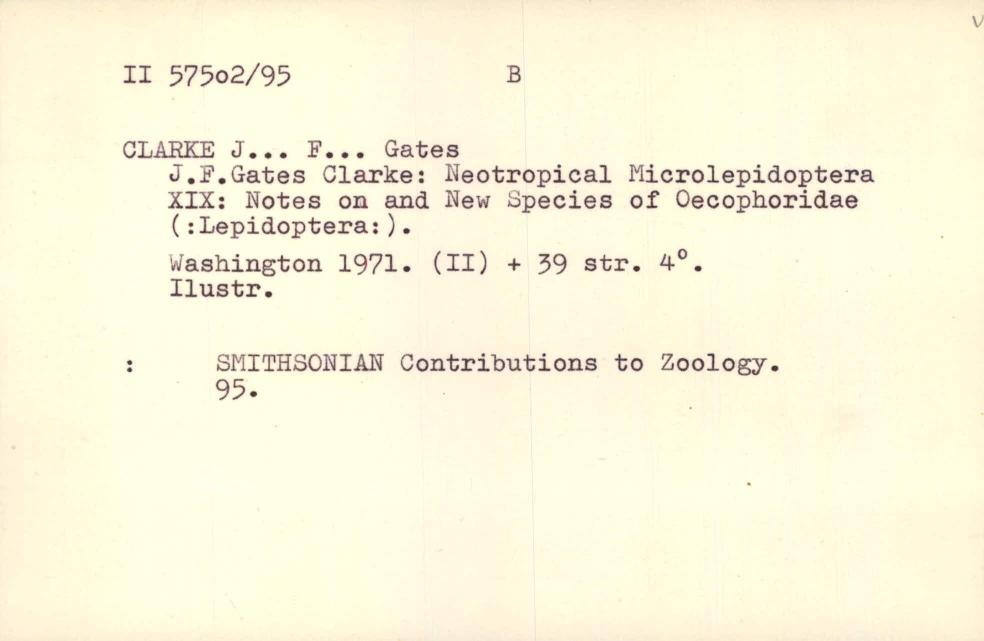 II 575o2/95 B
CLARKE J... F... Gates
J.F.Gates Clarke: Neotropical Microlepidoptera
XIX: Notes on and New Species of Oecophoridae
(:Lepidoptera:).
Washington 1971. (II) + 39 str. 4°.
Ilustr.
: SMITHSONIAN Contributions to Zoology.
95.